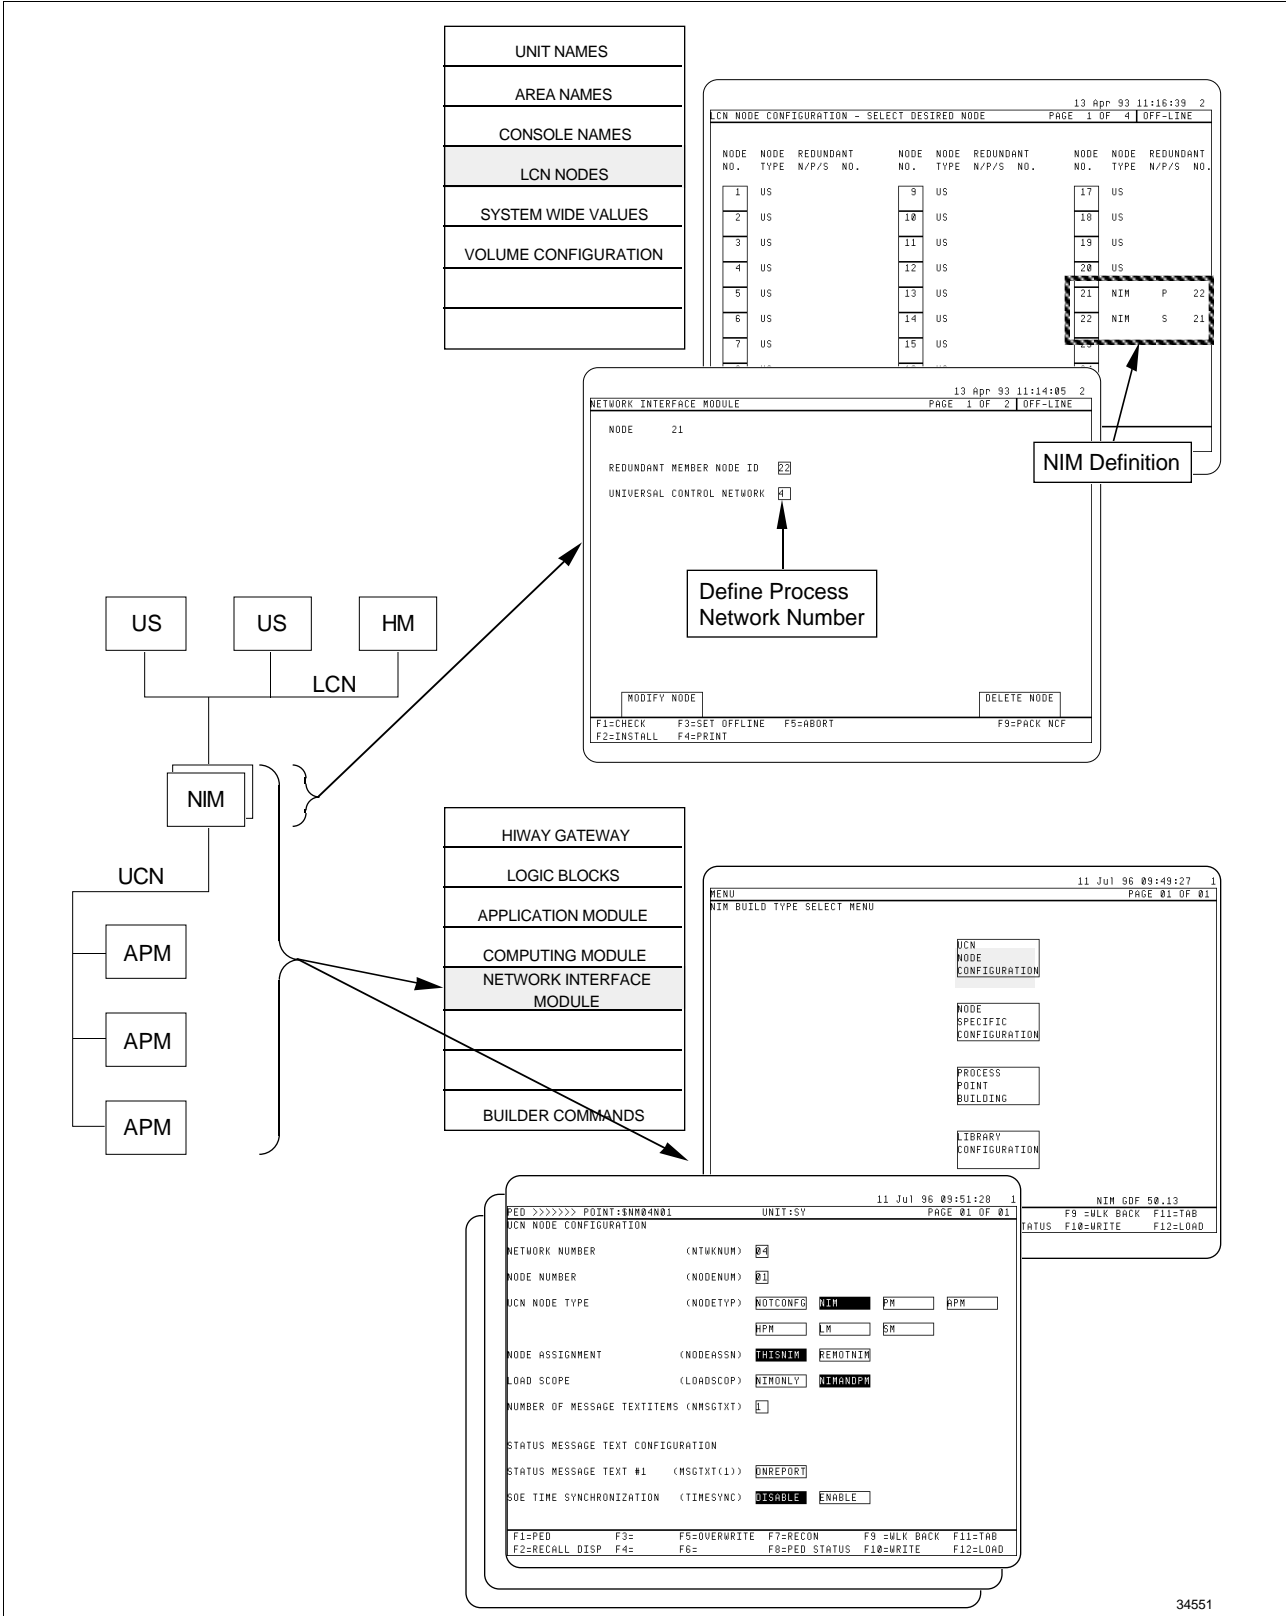 UNIT NAMES
AREA NAMES
CONSOLE NAMES
LCN NODES
SYSTEM WIDE VALUES
VOLUME CONFIGURATION
13 Apr 93 11:16:39 2
LCN NODE CONFIGURATION - SELECT DESIRED NODE PAGE 1 OF 4 OFF-LINE
NODE NODE REDUNDANT NODE NODE REDUNDANT NODE NODE REDUNDANT
NO. TYPE N/P/S NO. NO. TYPE N/P/S NO. NO. TYPE N/P/S NO.
1 US 9 US 17 US
2 US 10 US 18 US
3 US 11 US 19 US
4 US 12 US 20 US
5 US 13 US 21 NIM P 22
6 US 14 US 22 NIM S 21
7 US 15 US
NIM Definition
13 Apr 93 11:14:05 2
NETWORK INTERFACE MODULE PAGE 1 OF 2 OFF-LINE
NODE 21
REDUNDANT MEMBER NODE ID 22
UNIVERSAL CONTROL NETWORK 4
Define Process
Network Number
MODIFY NODE DELETE NODE
F1=CHECK F3=SET OFFLINE F5=ABORT F9=PACK NCF
F2=INSTALL F4=PRINT
US US HM
LCN
NIM
UCN
APM
APM
APM
HIWAY GATEWAY
LOGIC BLOCKS
APPLICATION MODULE
COMPUTING MODULE
NETWORK INTERFACE
MODULE
BUILDER COMMANDS
11 Jul 96 09:49:27 1
MENU PAGE 01 OF 01
NIM BUILD TYPE SELECT MENU
UCN
NODE
CONFIGURATION
NODE
SPECIFIC
CONFIGURATION
PROCESS
POINT
BUILDING
LIBRARY
CONFIGURATION
NIM GDF 50.13
F9 =WLK BACK F11=TAB
TATUS F10=WRITE F12=LOAD
11 Jul 96 09:51:28 1
PED >>>>>>> POINT:$NM04N01 UNIT:SY PAGE 01 OF 01
UCN NODE CONFIGURATION
NETWORK NUMBER (NTWKNUM) 04
NODE NUMBER (NODENUM) 01
UCN NODE TYPE (NODETYP) NOTCONFG NIM PM APM
HPM LM SM
NODE ASSIGNMENT (NODEASSN) THISNIM REMOTNIM
LOAD SCOPE (LOADSCOP) NIMONLY NIMANDPM
NUMBER OF MESSAGE TEXTITEMS (NMSGTXT) 1
STATUS MESSAGE TEXT CONFIGURATION
STATUS MESSAGE TEXT #1 (MSGTXT(1)) ONREPORT
SOE TIME SYNCHRONIZATION (TIMESYNC) DISABLE ENABLE
F1=PED F3= F5=OVERWRITE F7=RECON F9 =WLK BACK F11=TAB
F2=RECALL DISP F4= F6= F8=PED STATUS F10=WRITE F12=LOAD
34551